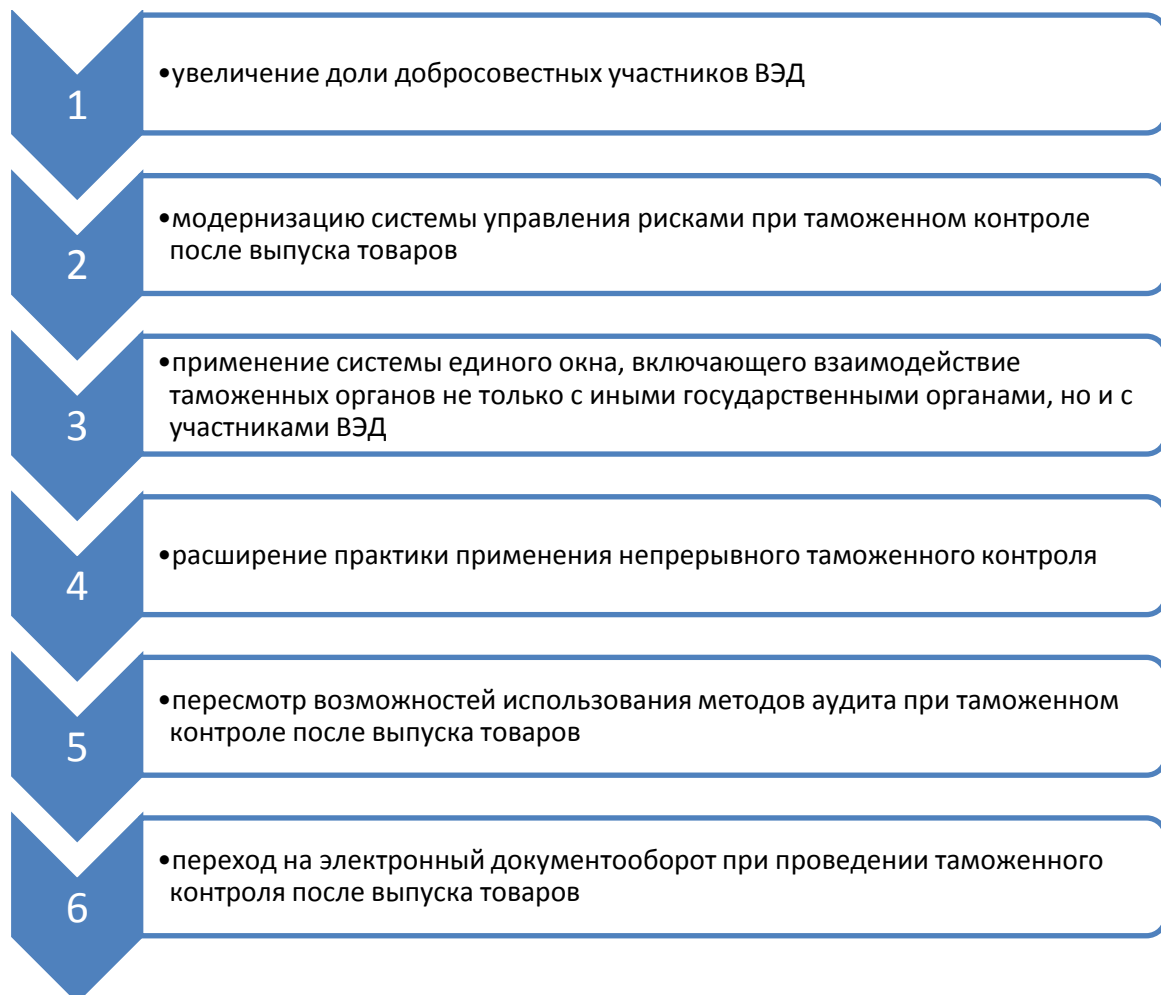 1
•увеличение доли добросовестных участников ВЭД
2
•модернизацию системы управления рисками при таможенном контроле
после выпуска товаров
3
•применение системы единого окна, включающего взаимодействие
таможенных органов не только с иными государственными органами, но и с
участниками ВЭД
4
•расширение практики применения непрерывного таможенного контроля
5
•пересмотр возможностей использования методов аудита при таможенном
контроле после выпуска товаров
6
•переход на электронный документооборот при проведении таможенного
контроля после выпуска товаров